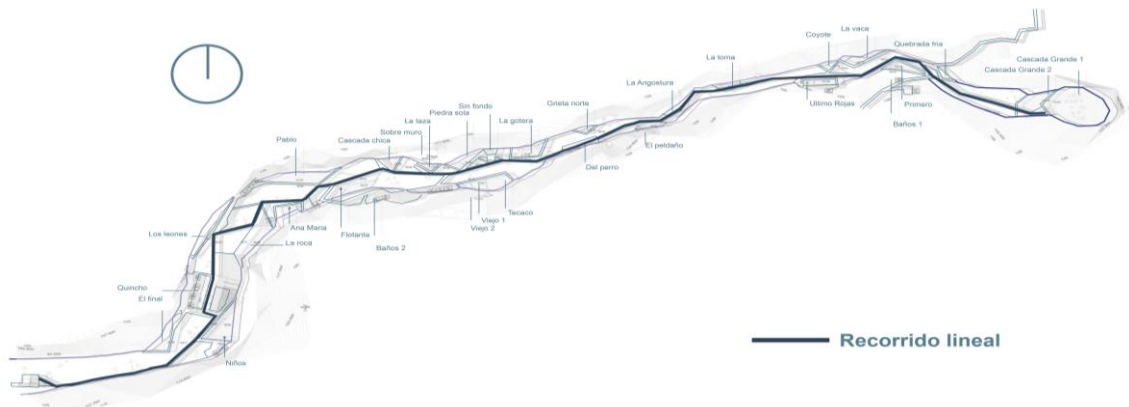 Cascada Grande 1
Cascada Grande 2
Quebrada fria
La vaca
Coyote
La toma
Ultimo Rojas
Primero
Baños 1
La Angostura
El peldaño
Grieta norte
Del perro
Sin fondo
La gotera
Piedra sola
La taza
Sobre muro
Cascada chica
Pablo
Tecaco
Viejo 1
Viejo 2
Baños 2
Flotante
Ana Maria
La roca
Los leones
Quincho
El final
Niños
Recorrido lineal